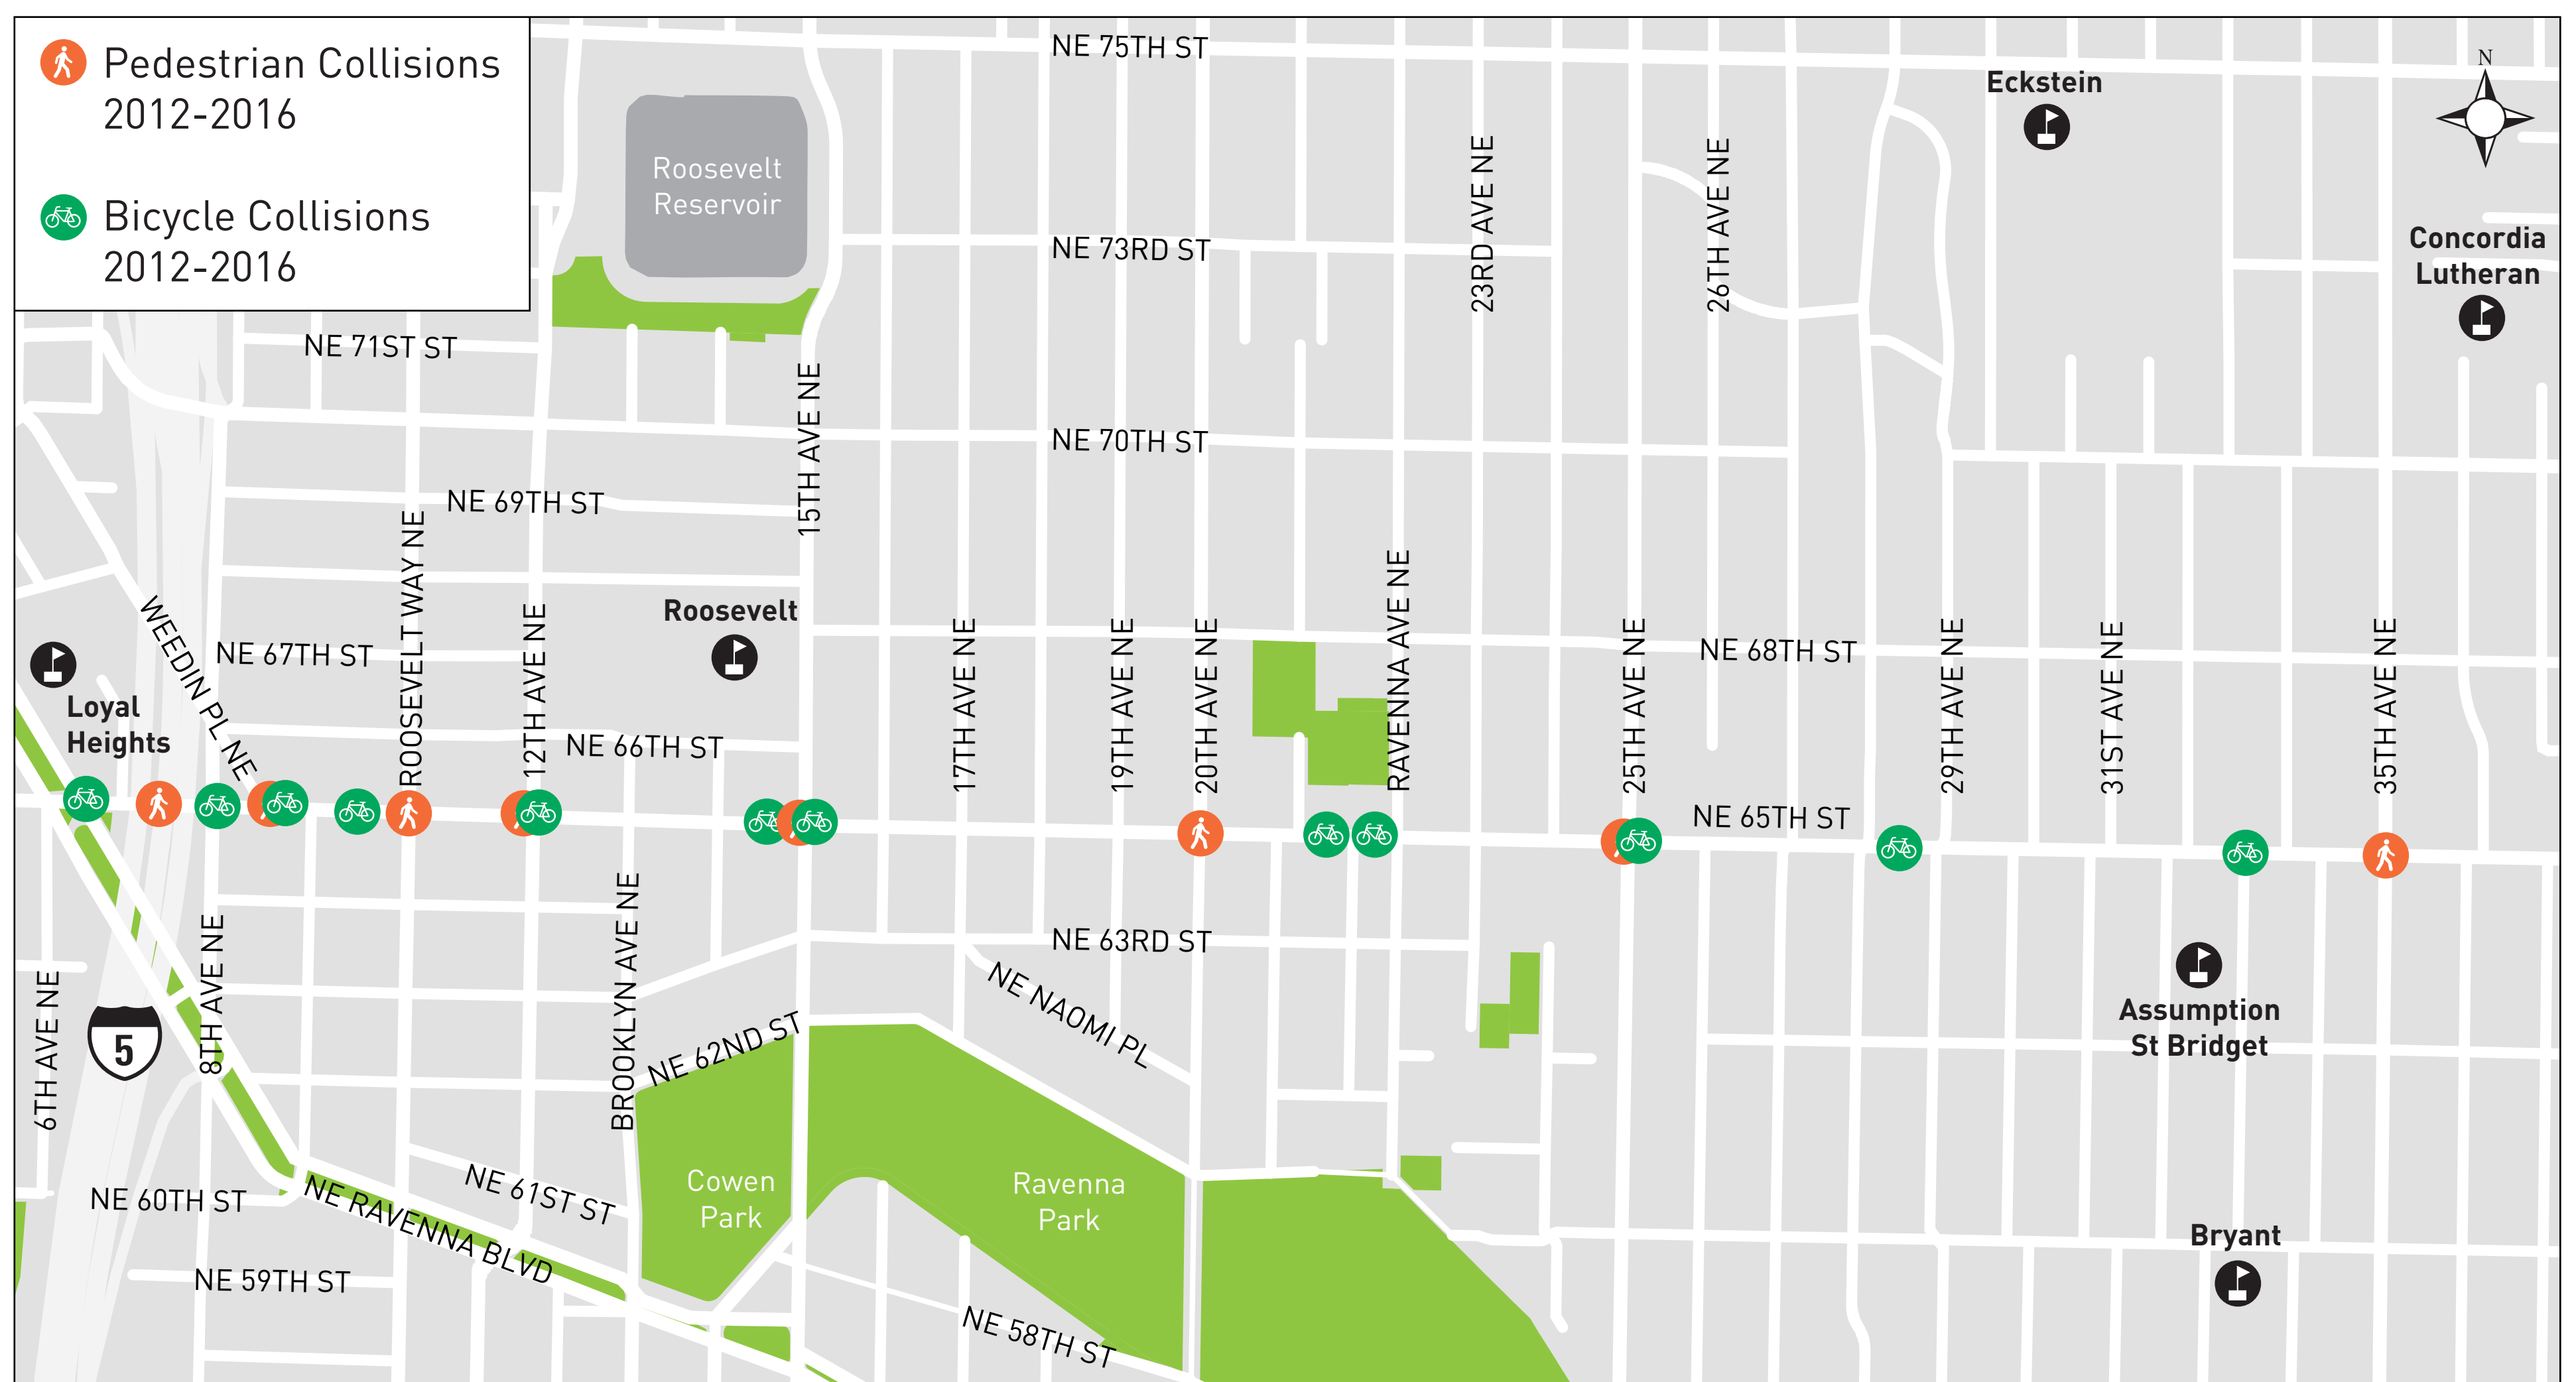 Pedestrian Collisions
2012-2016
Bicycle Collisions
2012-2016
NE 75TH ST
Eckstein
N
Roosevelt
Reservoir
23RD AVE NE
26TH AVE NE
NE 73RD ST
Concordia
Lutheran
NE 71ST ST
15TH AVE NE
NE 70TH ST
NE 69TH ST
WEEDIN PL NE
ROOSEVELT WAY NE
12TH AVE NE
Roosevelt
17TH AVE NE
19TH AVE NE
20TH AVE NE
RAVENNA AVE NE
25TH AVE NE
NE 68TH ST
29TH AVE NE
31ST AVE NE
35TH AVE NE
NE 67TH ST
Loyal
Heights
NE 66TH ST
NE 65TH ST
6TH AVE NE
5
8TH AVE NE
BROOKLYN AVE NE
NE 63RD ST
NE NAOMI PL
NE 62ND ST
Assumption
St Bridget
Cowen
Park
Ravenna
Park
NE 61ST ST
NE 60TH ST
NE RAVENNA BLVD
NE 59TH ST
NE 58TH ST
Bryant